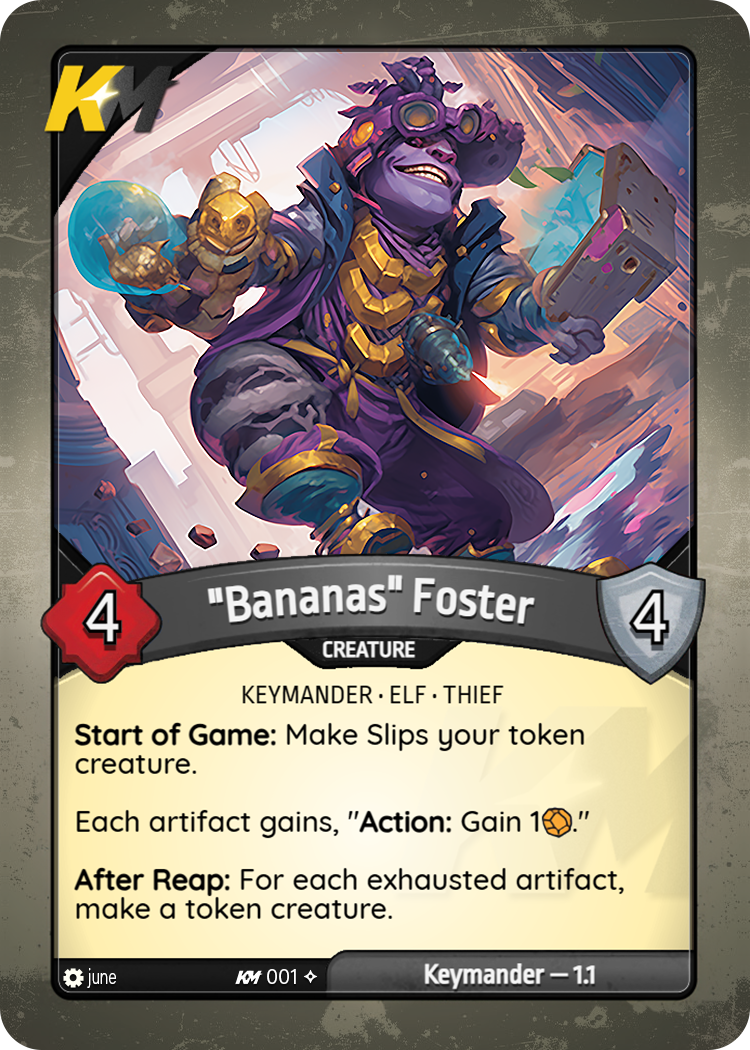 KM
4
"Bananas" Foster
4
CREATURE
KEYMANDER • ELF • THIEF
Start of Game: Make Slips your token
creature.
Each artifact gains, "Action: Gain 1."
After Reap: For each exhausted artifact,
make a token creature.
june
KM 001
Keymander — 1.1